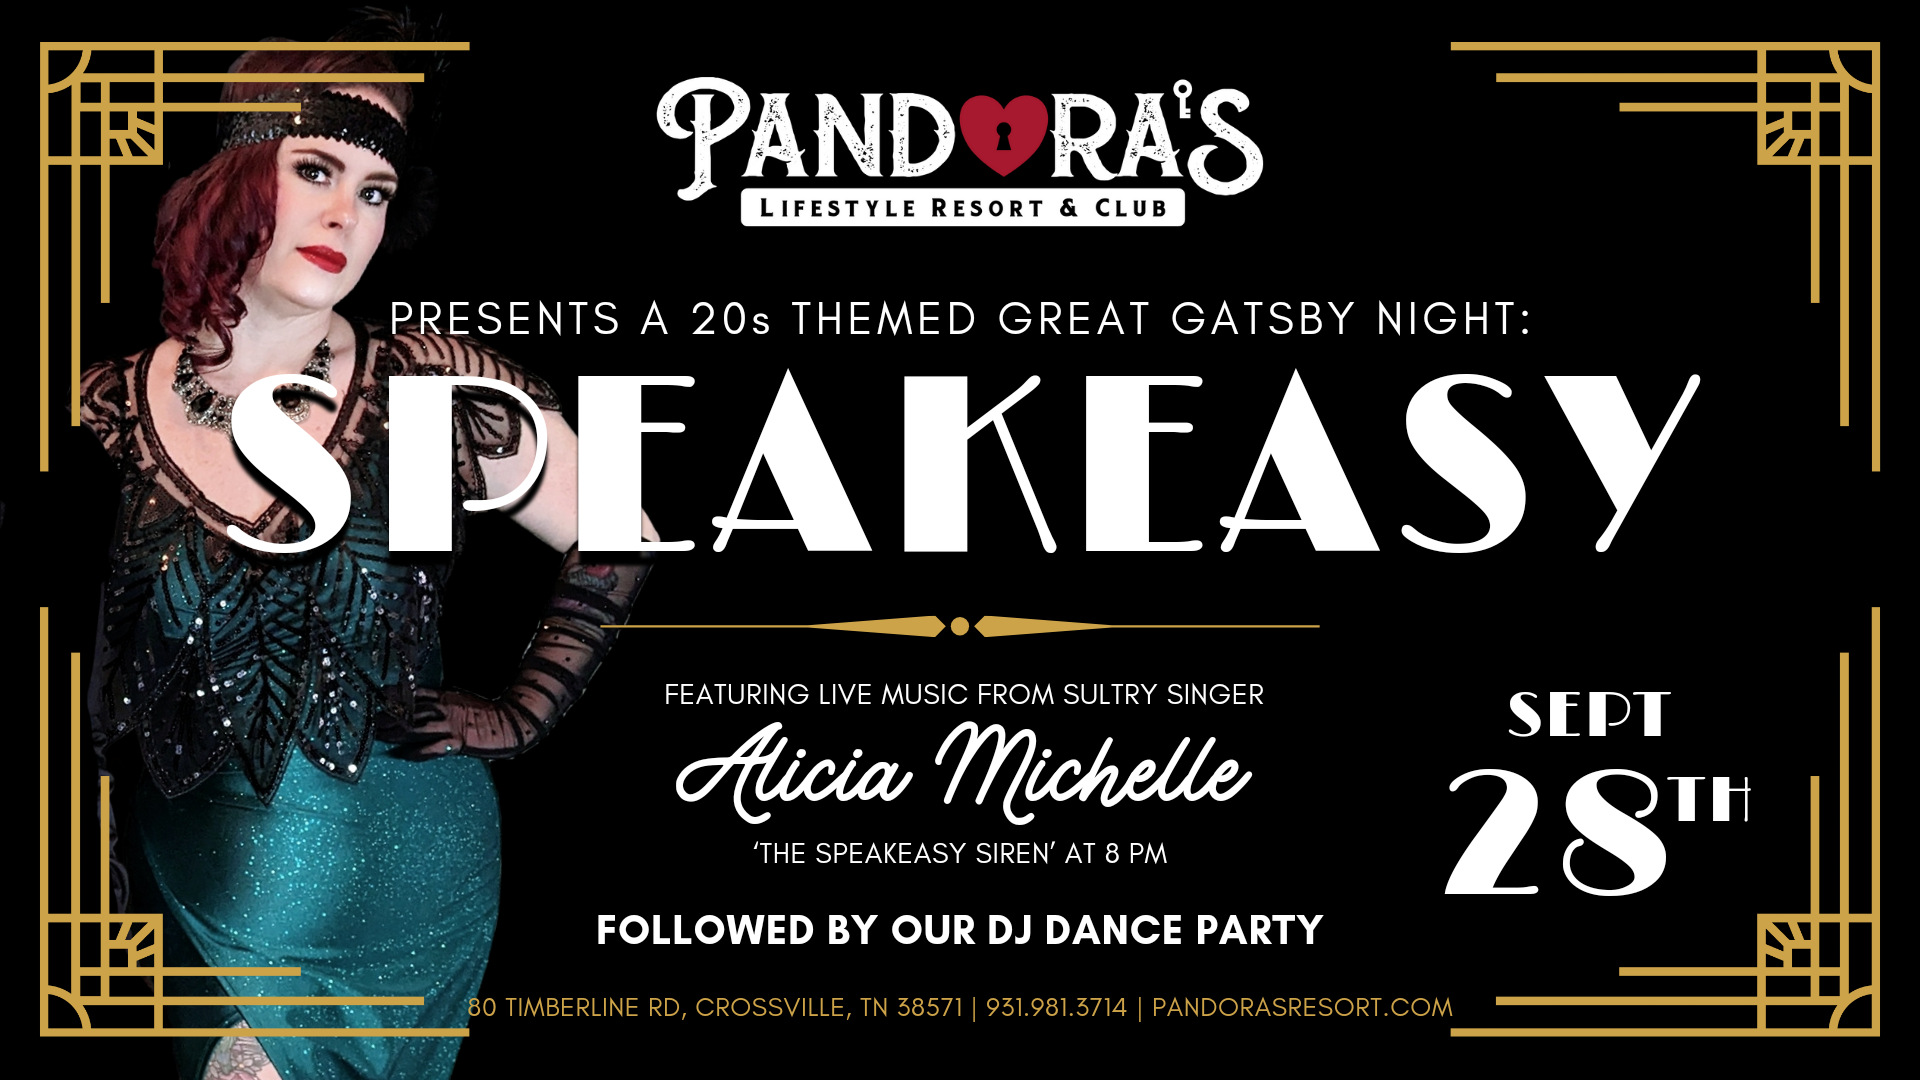 PANDORA'S
LIFESTYLE RESORT & CLUB
PRESENTS A 20s THEMED GREAT GATSBY NIGHT:
SPEAKEASY
FEATURING LIVE MUSIC FROM SULTRY SINGER
Alicia Michelle
‘THE SPEAKEASY SIREN’ AT 8 PM
FOLLOWED BY OUR DJ DANCE PARTY
SEPT
28TH
80 TIMBERLINE RD, CROSSVILLE, TN 38571 | 931.981.3714 | PANDORASRESORT.COM